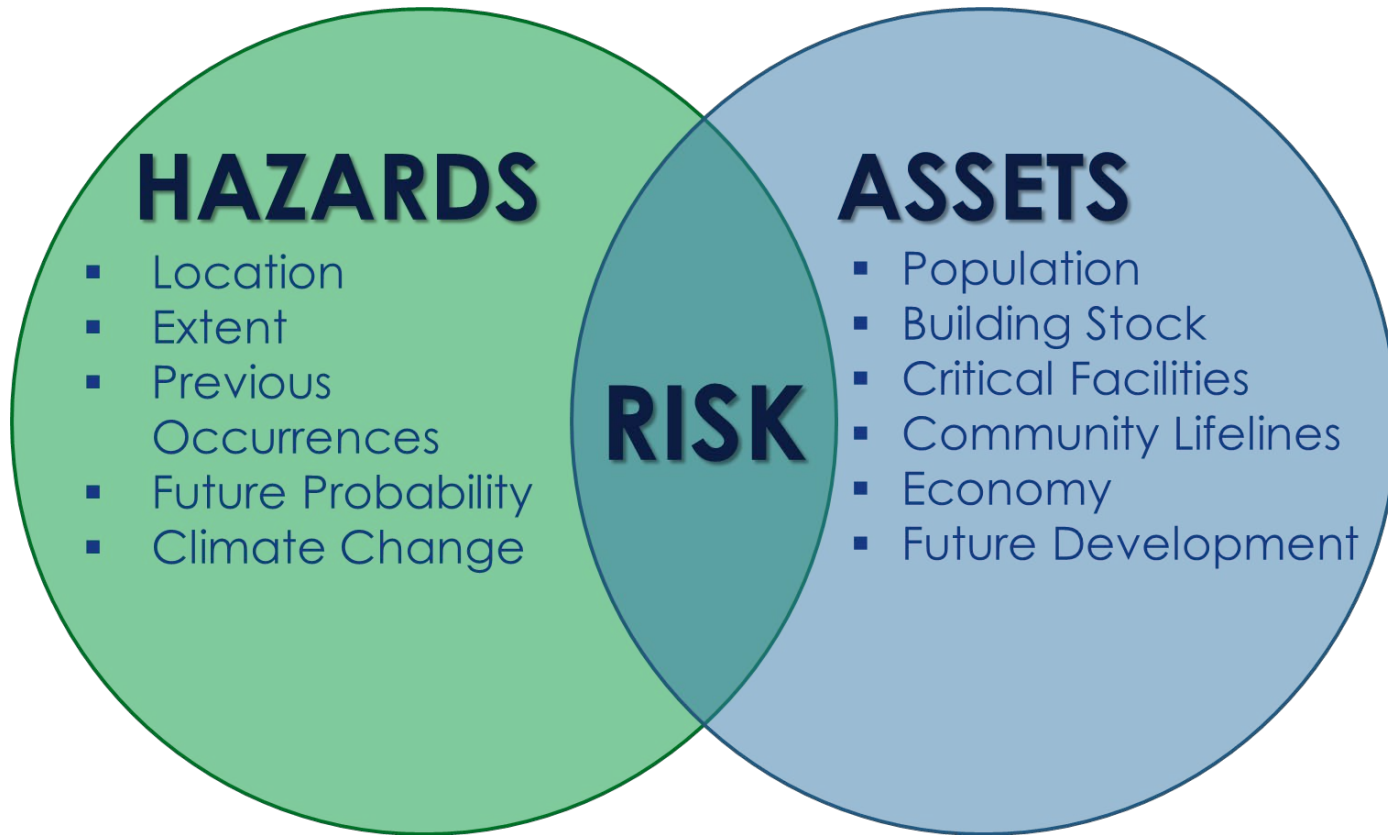 HAZARDS
▪ Location
▪ Extent
▪ Previous
Occurrences
▪ Future Probability
▪ Climate Change
RISK
ASSETS
▪ Population
▪ Building Stock
▪ Critical Facilities
▪ Community Lifelines
▪ Economy
▪ Future Development